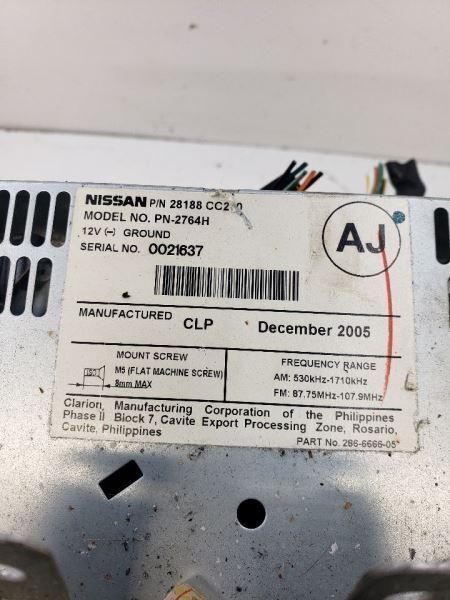 NISSAN P/N 28188
MODEL NO. PN-2764H
12V (−) GROUND
SERIAL NO. 0021637
AJ
MANUFACTURED CLP December 2005
MOUNT SCREW
ISO M5 (FLAT MACHINE SCREW)
8mm MAX
FREQUENCY RANGE
AM: 530kHz-1710kHz
FM: 87.75MHz-107.9MHz
Clarion Manufacturing Corporation of the Philippines
Phase II Block 7, Cavite Export Processing Zone, Rosario,
Cavite, Philippines
PART No. 286-6666-05